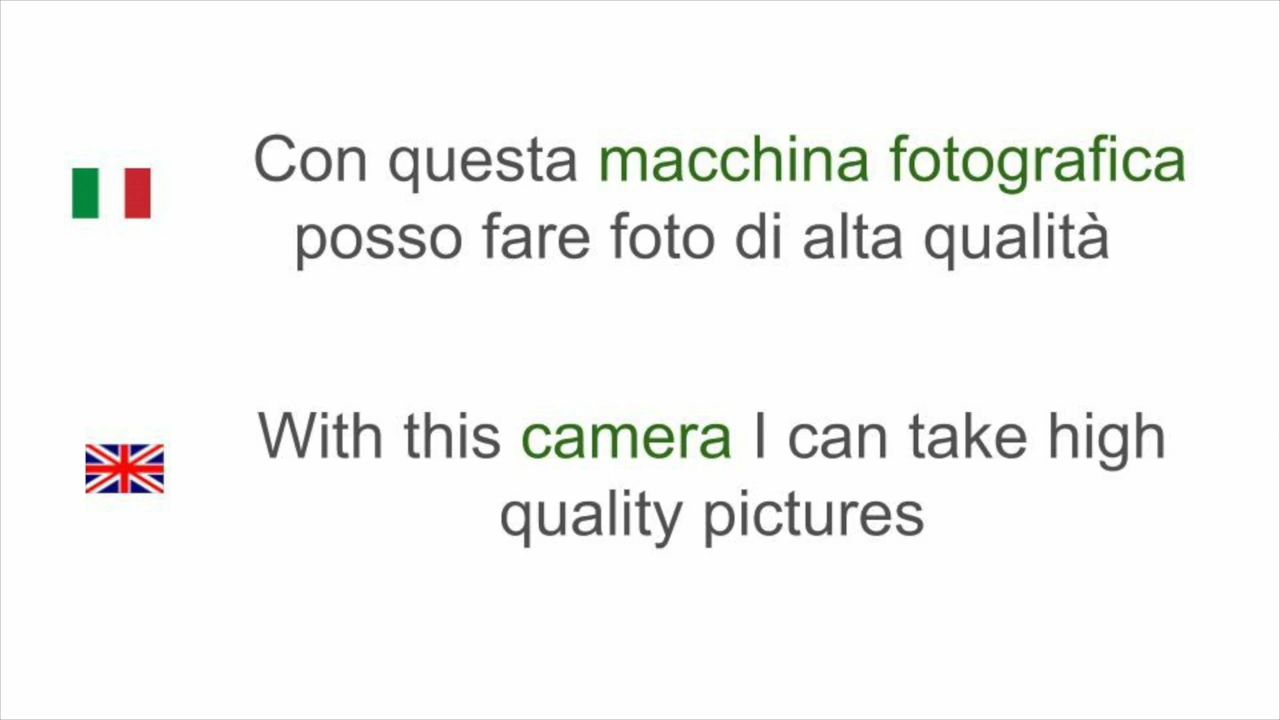 Con questa macchina fotografica
posso fare foto di alta qualità
With this camera I can take high
quality pictures